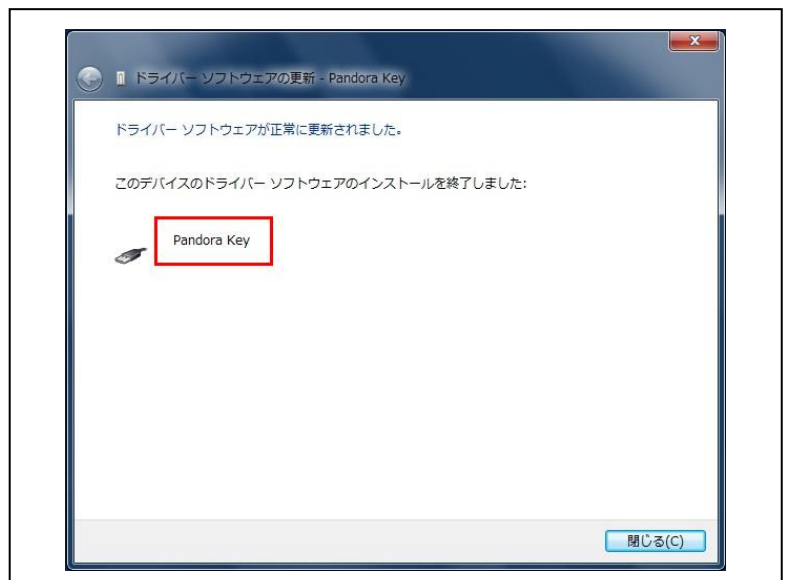 ドライバー ソフトウェアの更新 - Pandora Key
ドライバー ソフトウェアが正常に更新されました。
このデバイスのドライバー ソフトウェアのインストールを終了しました:
Pandora Key
閉じる(C)